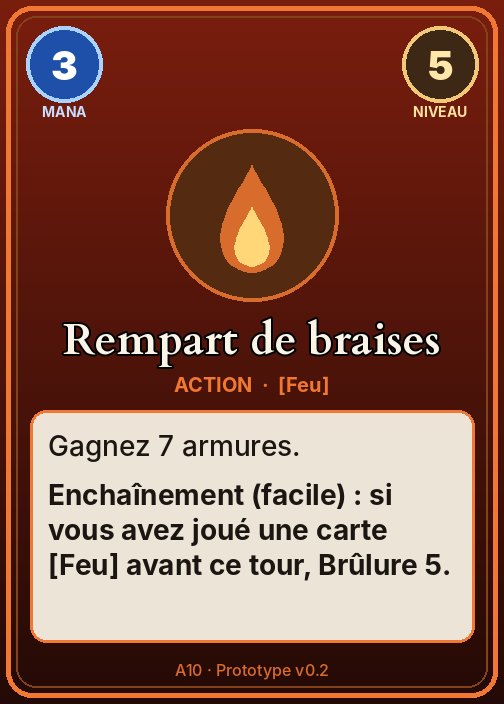 3
5
MANA
NIVEAU
Rempart de braises
ACTION · [Feu]
Gagnez 7 armures.
Enchaînement (facile) : si
vous avez joué une carte
[Feu] avant ce tour, Brûlure 5.
A10 · Prototype v0.2